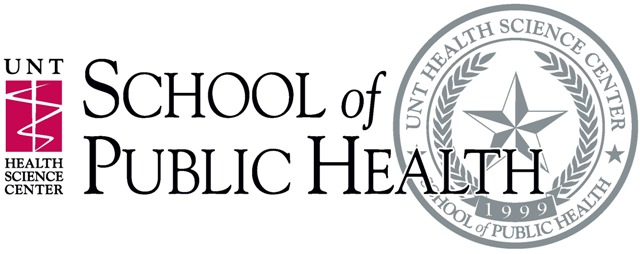 UNT
HEALTH
SCIENCE
CENTER
SCHOOL of
PUBLIC HEALTH
UNT HEALTH SCIENCE CENTER
1999
SCHOOL of PUBLIC HEALTH